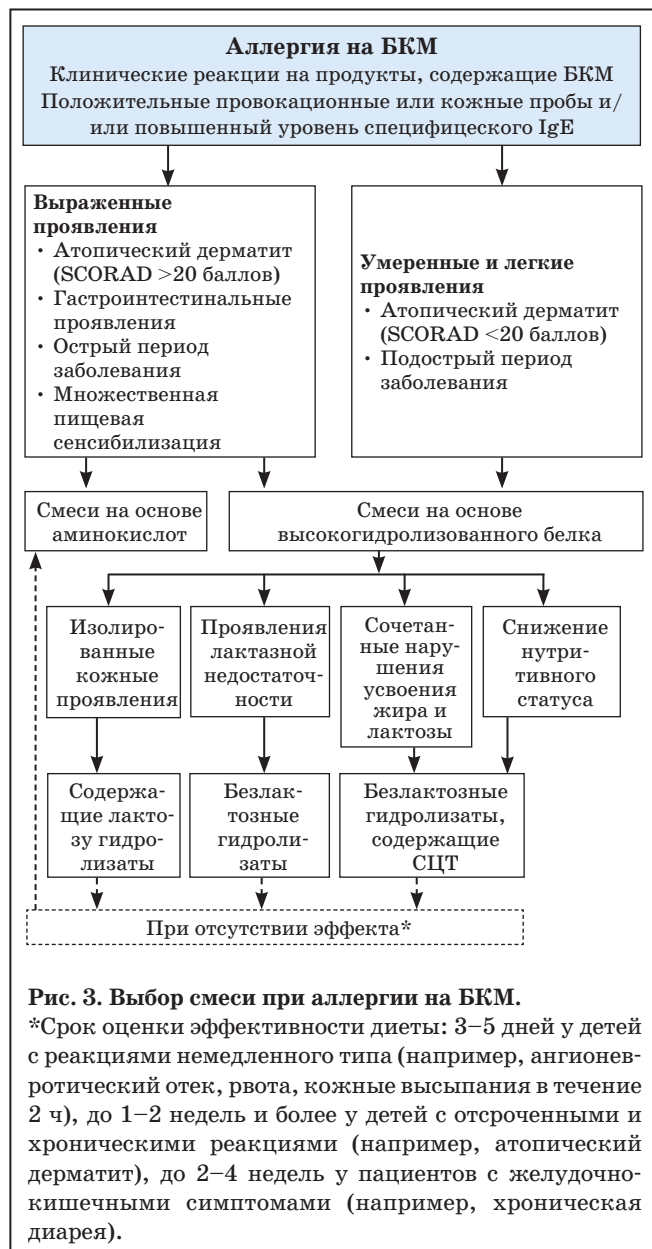 Аллергия на БКМ
Клинические реакции на продукты, содержащие БКМ
Положительные провокационные или кожные пробы и/
или повышенный уровень специфицеского IgE
Выраженные
проявления
· Атопический дерматит
(SCORAD >20 баллов)
· Гастроинтестинальные
проявления
· Острый период
заболевания
· Множественная
пищевая
сенсибилизация
Умеренные и легкие
проявления
· Атопический дерматит
(SCORAD <20 баллов)
· Подострый период
заболевания
Смеси на основе
аминокислот
Смеси на основе
высокогидролизованного белка
Изолиро-
ванные
кожные
проявления
Проявления
лактазной
недостаточ-
ности
Сочетан-
ные нару-
шения
усвоения
жира и
лактозы
Снижение
нутри-
тивного
статуса
Содержа-
щие лакто-
зу гидро-
лизаты
Безлак-
тозные
гидроли-
заты
Безлактозные
гидролизаты,
содержащие
СЦТ
При отсутствии эффекта*
Рис. 3. Выбор смеси при аллергии на БКМ.
*Срок оценки эффективности диеты: 3–5 дней у детей
с реакциями немедленного типа (например, ангионев-
ротический отек, рвота, кожные высыпания в течение
2 ч), до 1–2 недель и более у детей с отсроченными и
хроническими реакциями (например, атопический
дерматит), до 2–4 недель у пациентов с желудочно-
кишечными симптомами (например, хроническая
диарея).